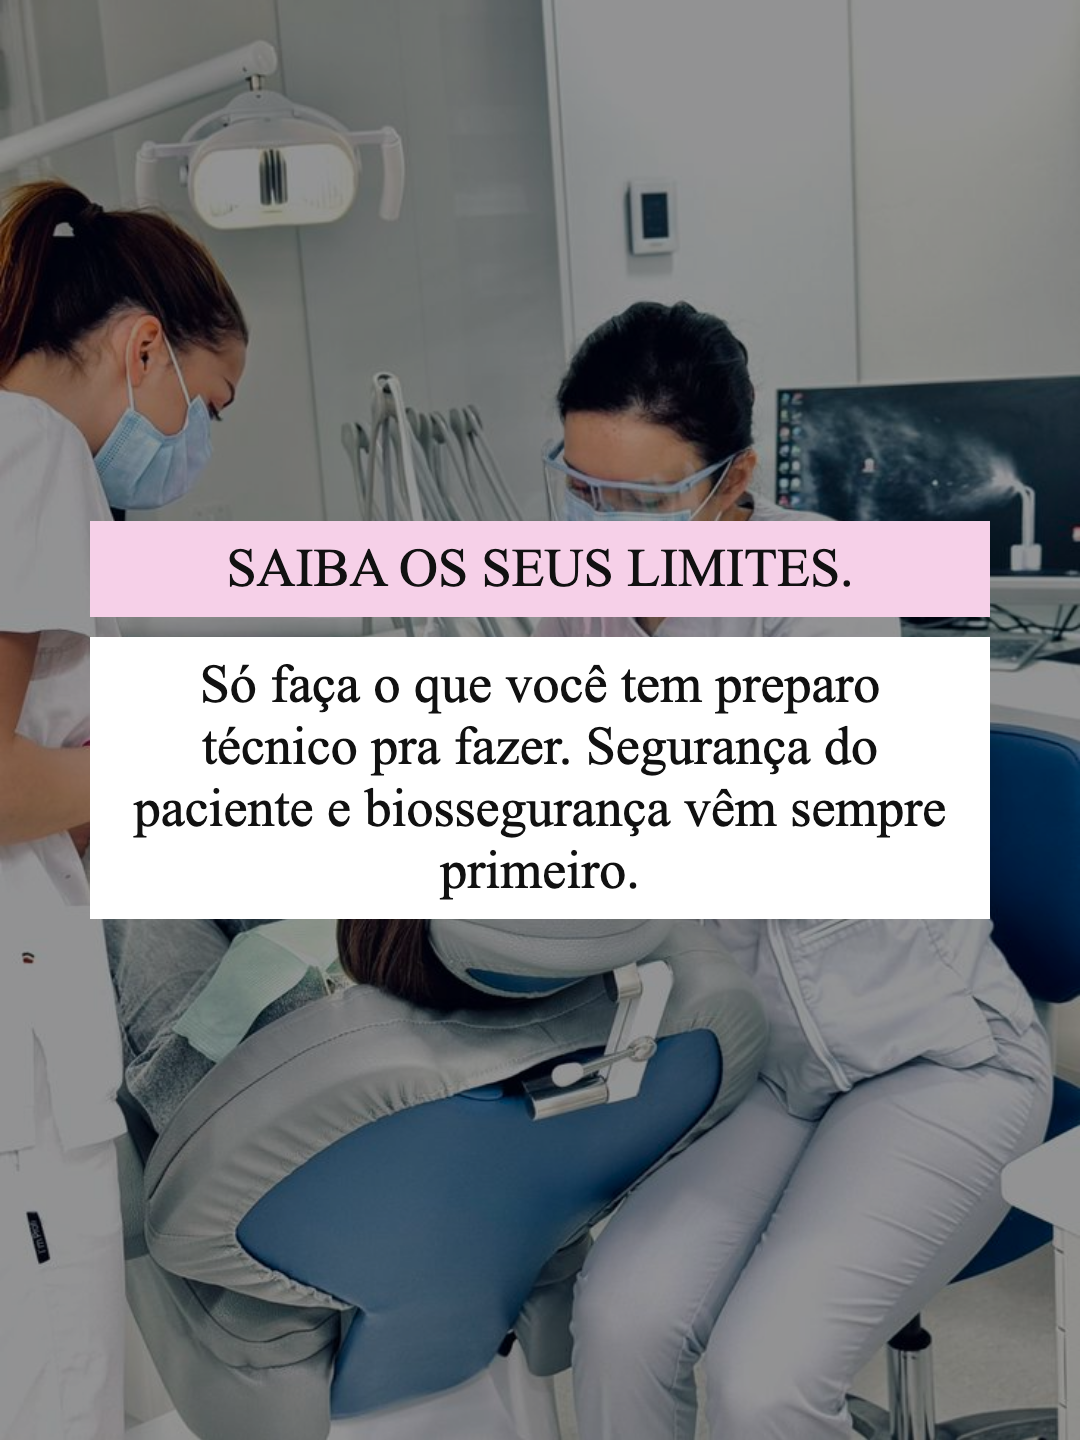 SAIBA OS SEUS LIMITES.
Só faça o que você tem preparo
técnico pra fazer. Segurança do
paciente e biossegurança vêm sempre
primeiro.